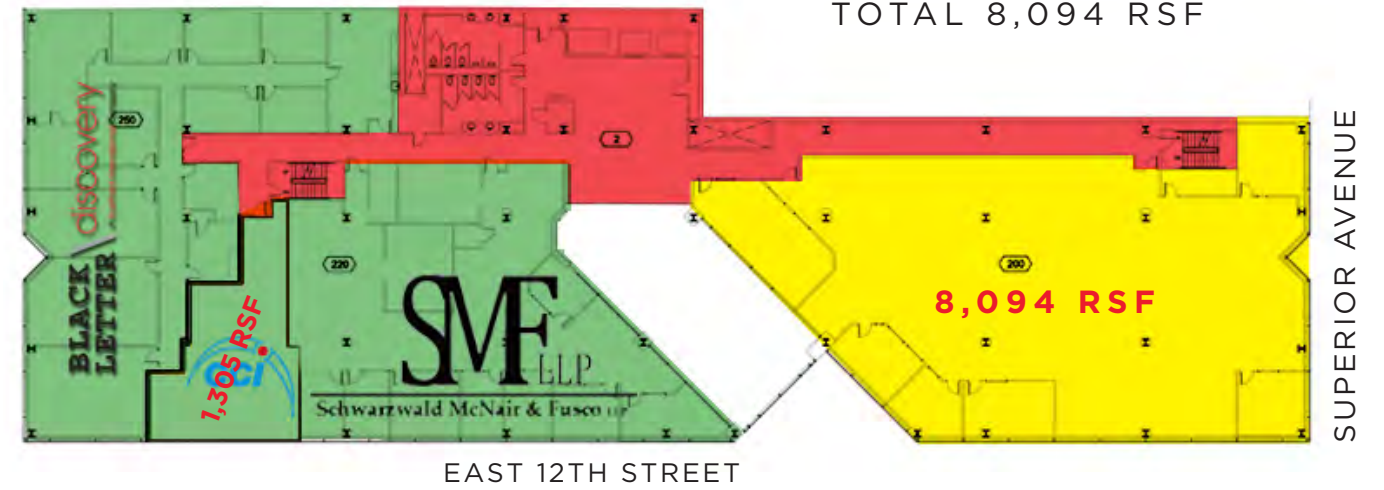 TOTAL 8,094 RSF
250
BLACK
LETTER
discovery
2
220
200
SMF
LLP
Schwarzwald McNair & Fusco LLP
CCI
1,305 RSF
8,094 RSF
SUPERIOR AVENUE
EAST 12TH STREET